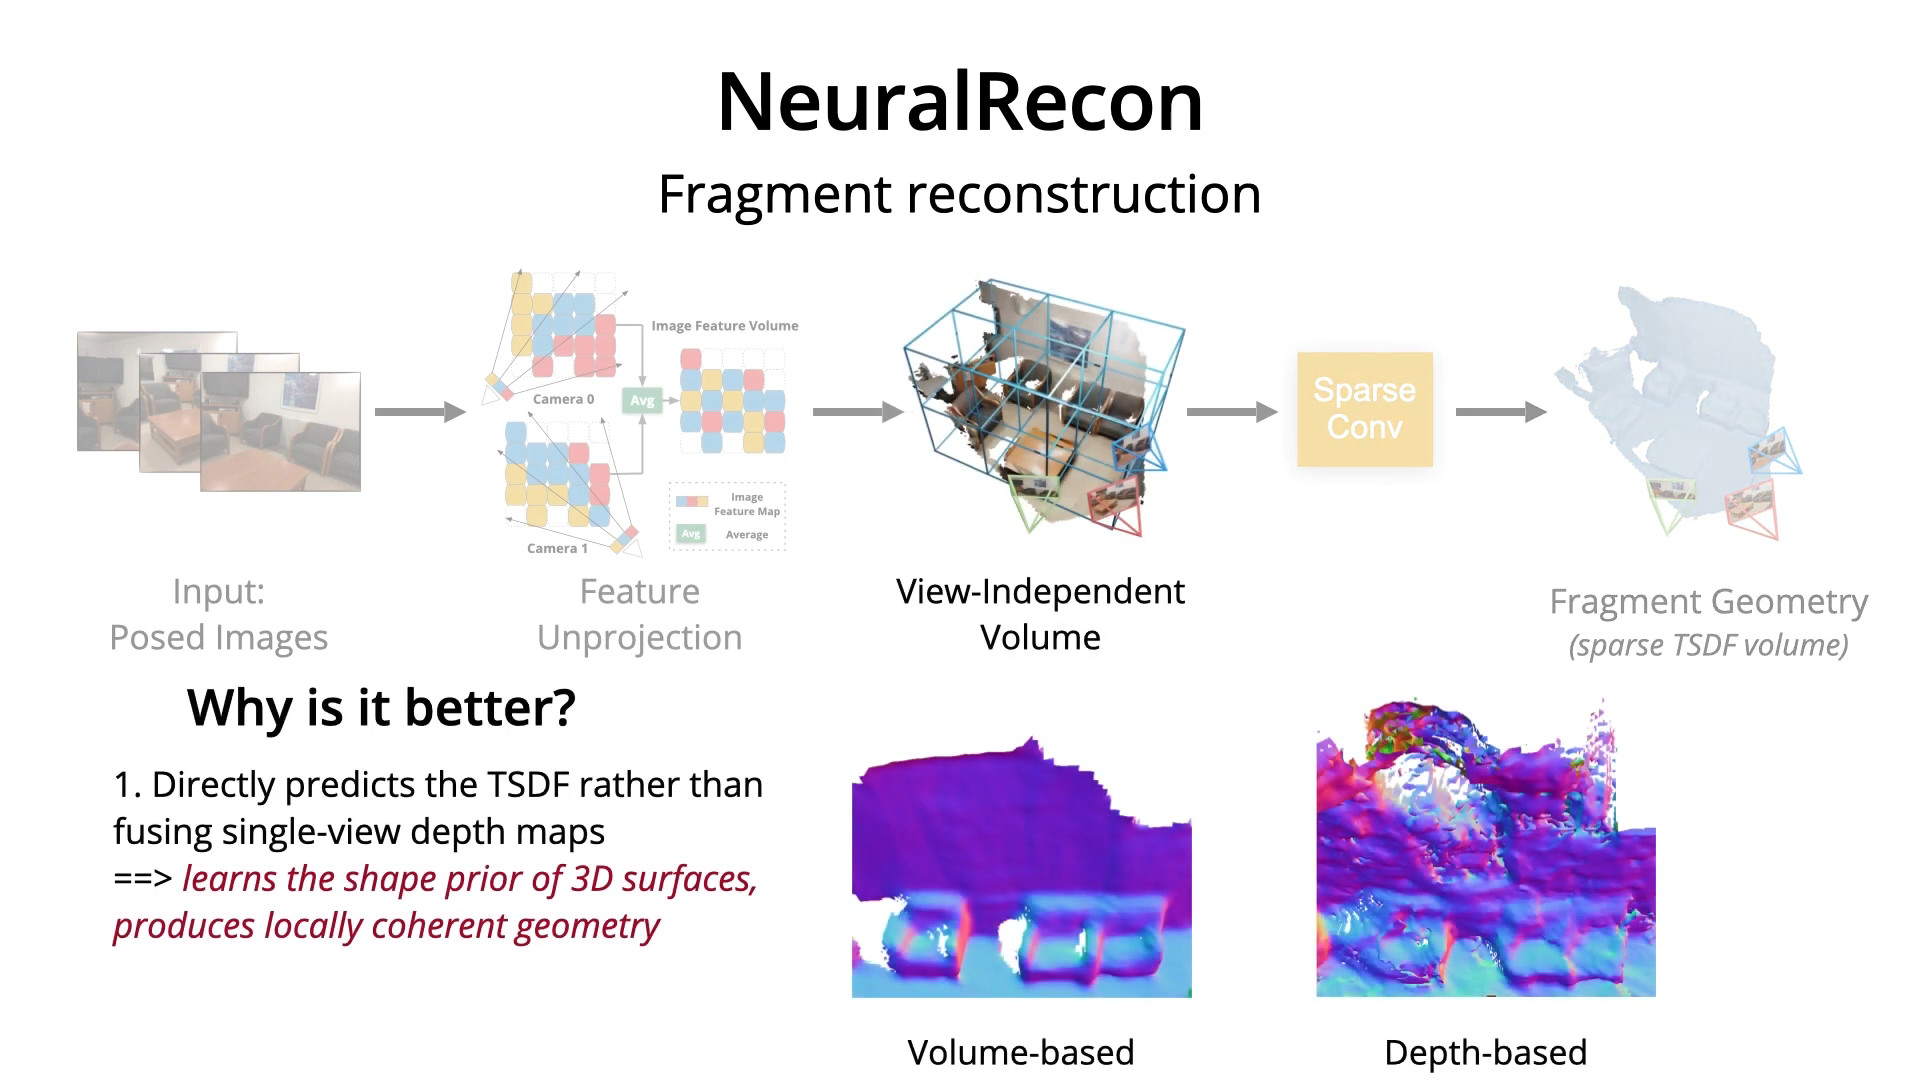 NeuralRecon
Fragment reconstruction
Image Feature Volume
Camera 0
Avg
Camera 1
Image
Feature Map
Avg
Average
Sparse
Conv
Input:
Posed Images
Feature
Unprojection
View-Independent
Volume
Fragment Geometry
(sparse TSDF volume)
Why is it better?
1. Directly predicts the TSDF rather than
fusing single-view depth maps
==> learns the shape prior of 3D surfaces,
produces locally coherent geometry
Volume-based
Depth-based